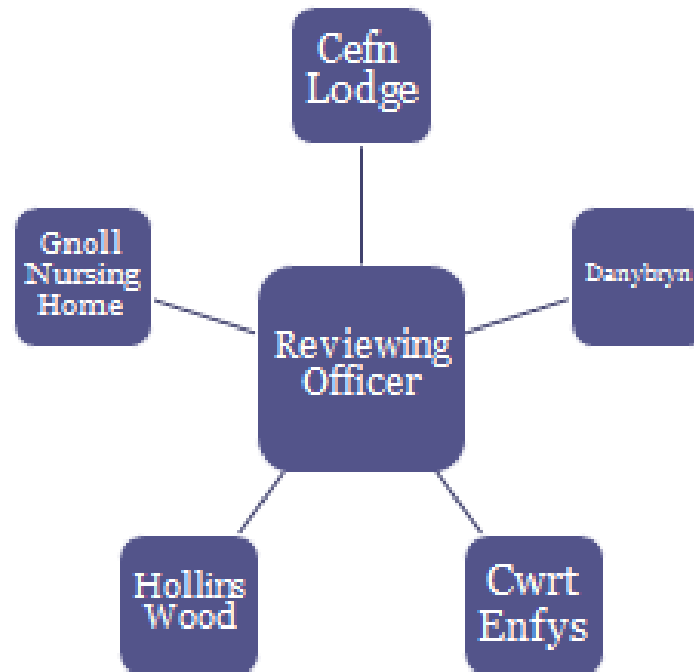 Cefn
Lodge
Gnoll
Nursing
Home
Danybryn
Reviewing
Officer
Hollins
Wood
Cwrt
Enfys